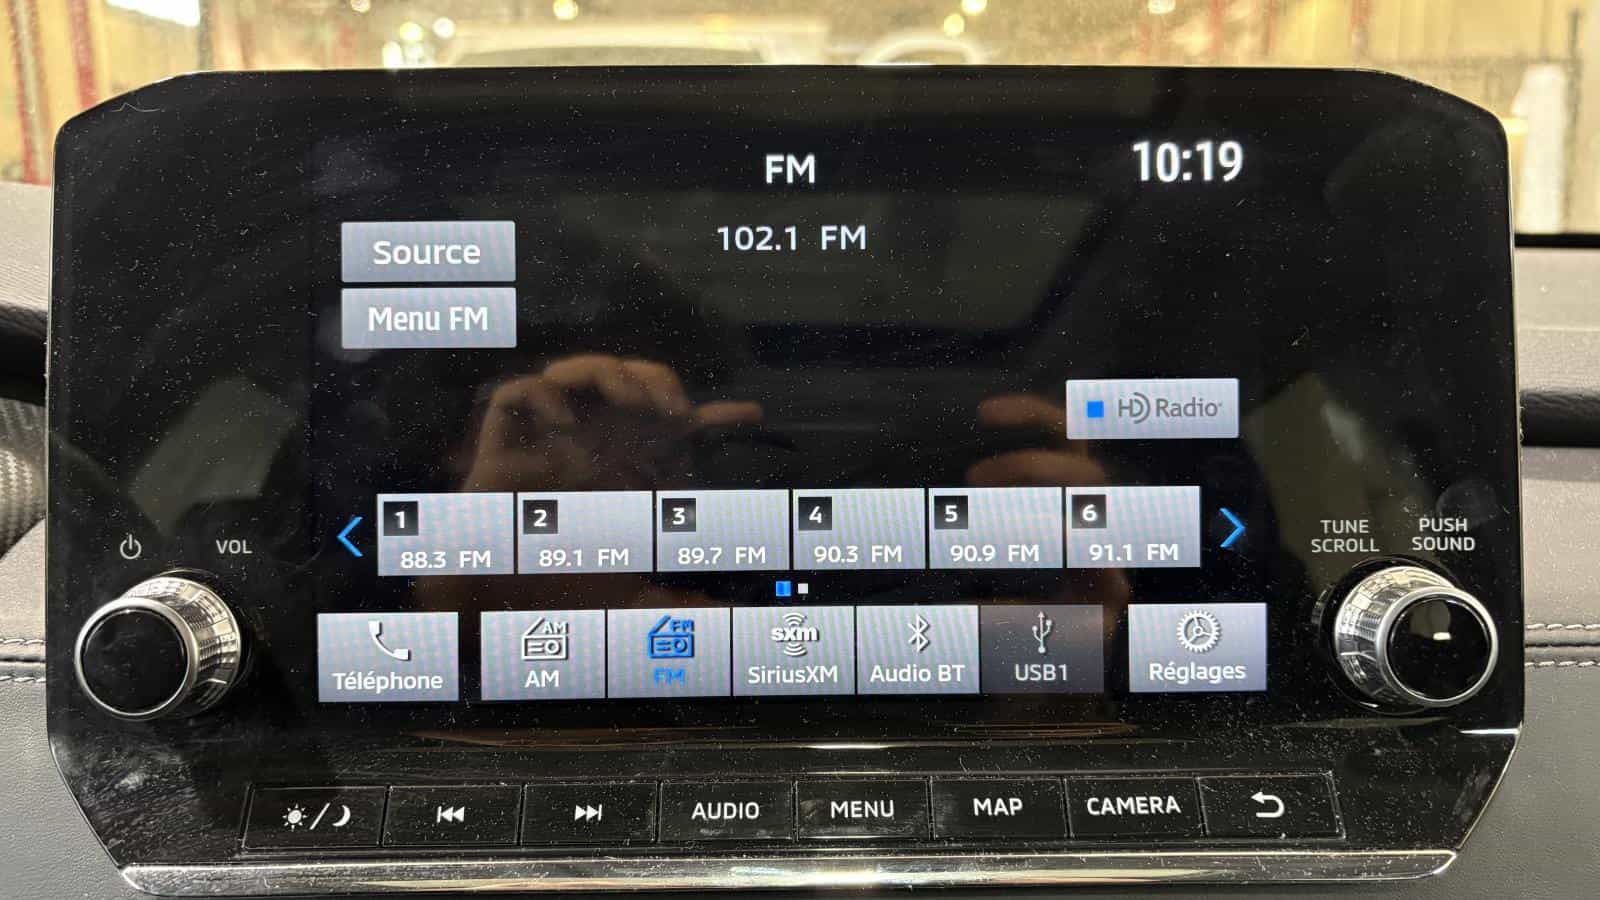 FM
10:19
102.1 FM
Source
Menu FM
HD Radio
1
88.3 FM
2
89.1 FM
3
89.7 FM
4
90.3 FM
5
90.9 FM
6
91.1 FM
VOL
TUNE
SCROLL
PUSH
SOUND
Téléphone
AM
AM
FM
FM
sxm
SiriusXM
Audio BT
USB1
Réglages
AUDIO
MENU
MAP
CAMERA